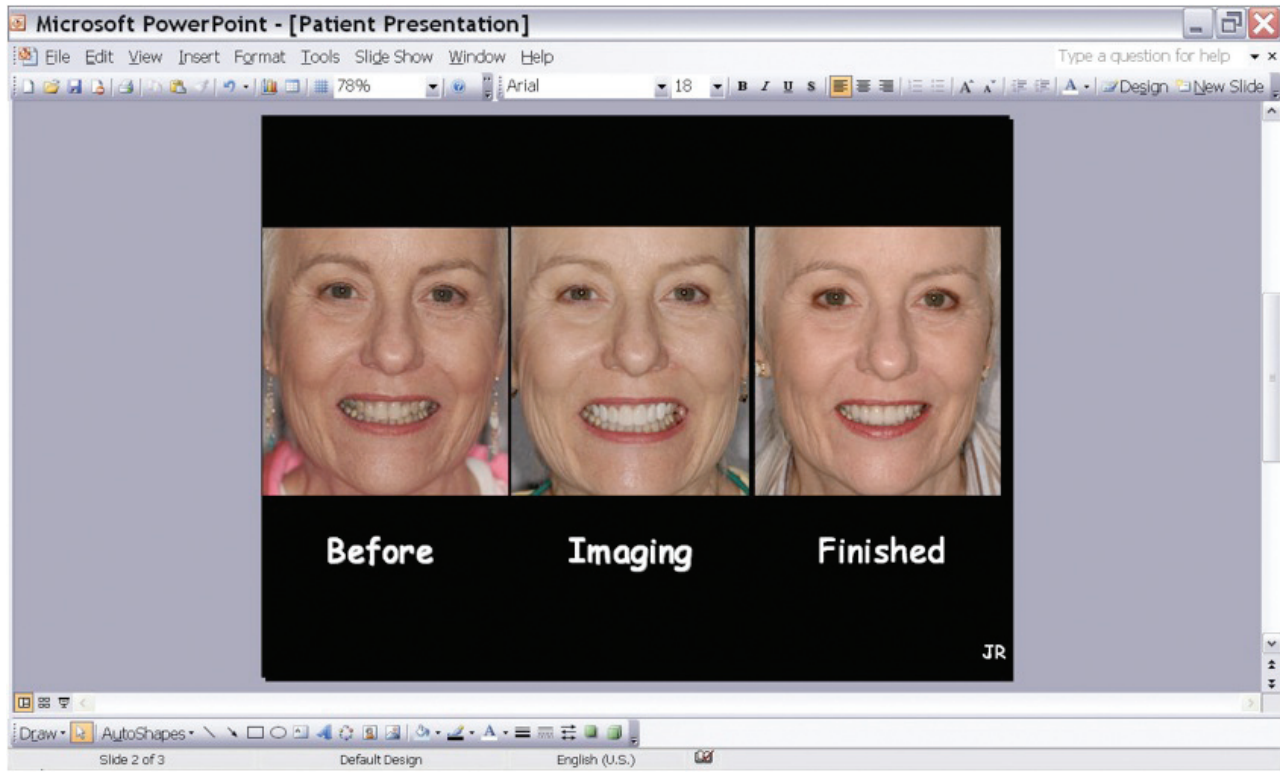 Microsoft PowerPoint - [Patient Presentation]
File Edit View Insert Format Tools Slide Show Window Help Type a question for help
78% Arial 18 B I U S A A A Design New Slide
Before Imaging Finished
JR
Draw AutoShapes A
Slide 2 of 3 Default Design English (U.S.)